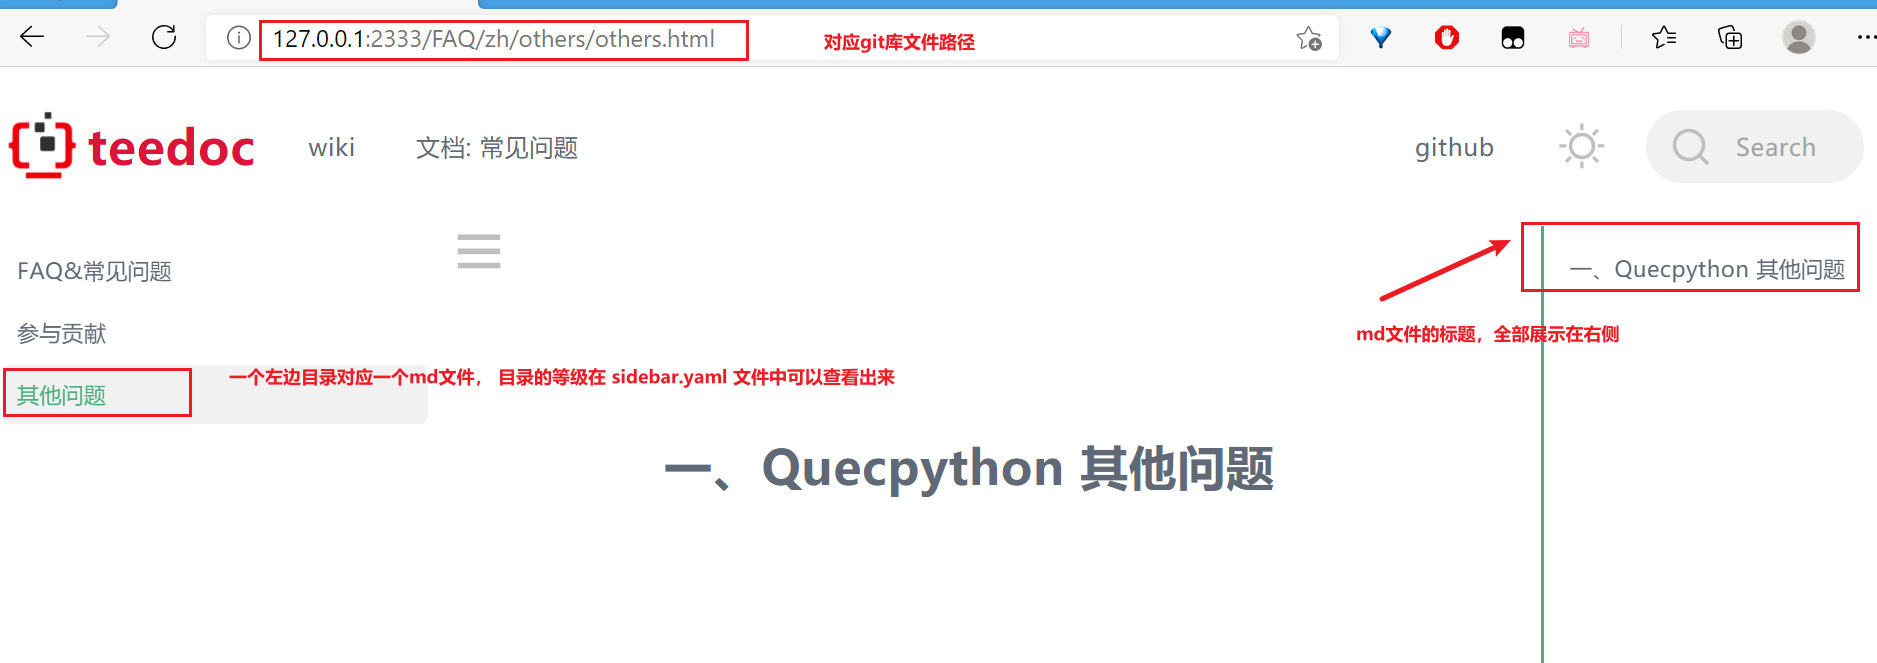 127.0.0.1:2333/FAQ/zh/others/others.html
对应git库文件路径
teedoc
wiki
文档: 常见问题
github
Search
FAQ&常见问题
一、Quecpython 其他问题
参与贡献
md文件的标题，全部展示在右侧
其他问题
一个左边目录对应一个md文件， 目录的等级在 sidebar.yaml 文件中可以查看出来
一、Quecpython 其他问题